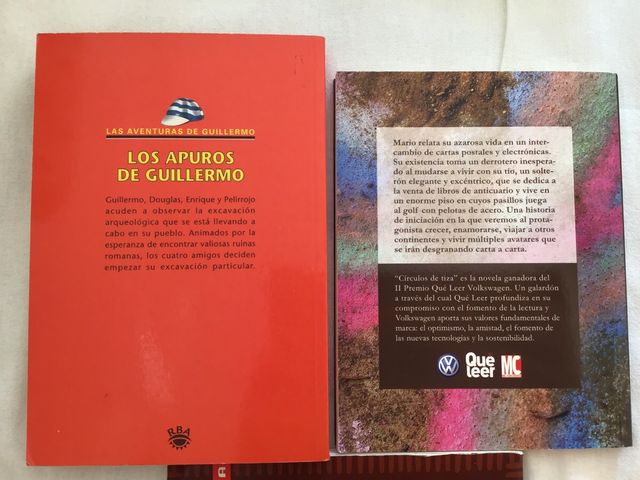 LAS AVENTURAS DE GUILLERMO
LOS APUROS
DE GUILLERMO
Guillermo, Douglas, Enrique y Pelirrojo
acuden a observar la excavación
arqueológica que se está llevando a
cabo en su pueblo. Animados por la
esperanza de encontrar valiosas ruinas
romanas, los cuatro amigos deciden
empezar su excavación particular.
RBA
Mario relata su azarosa vida en un inter-
cambio de cartas postales y electrónicas.
Su existencia toma un derrotero inespera-
do al mudarse a vivir con su tío, un solte-
rón elegante y excéntrico, que se dedica a
la venta de libros de anticuario y vive en
un enorme piso en cuyos pasillos juega
al golf con pelotas de acero. Una historia
de iniciación en la que veremos al prota-
gonista crecer, enamorarse, viajar a otros
continentes y vivir múltiples avatares que
se irán desgranando carta a carta.
"Círculos de tiza" es la novela ganadora del
II Premio Qué Leer Volkswagen. Un galardón
a través del cual Qué Leer profundiza en su
compromiso con el fomento de la lectura y
Volkswagen aporta sus valores fundamentales de
marca: el optimismo, la amistad, el fomento de
las nuevas tecnologías y la sostenibilidad.
VW
Que
leer
MC